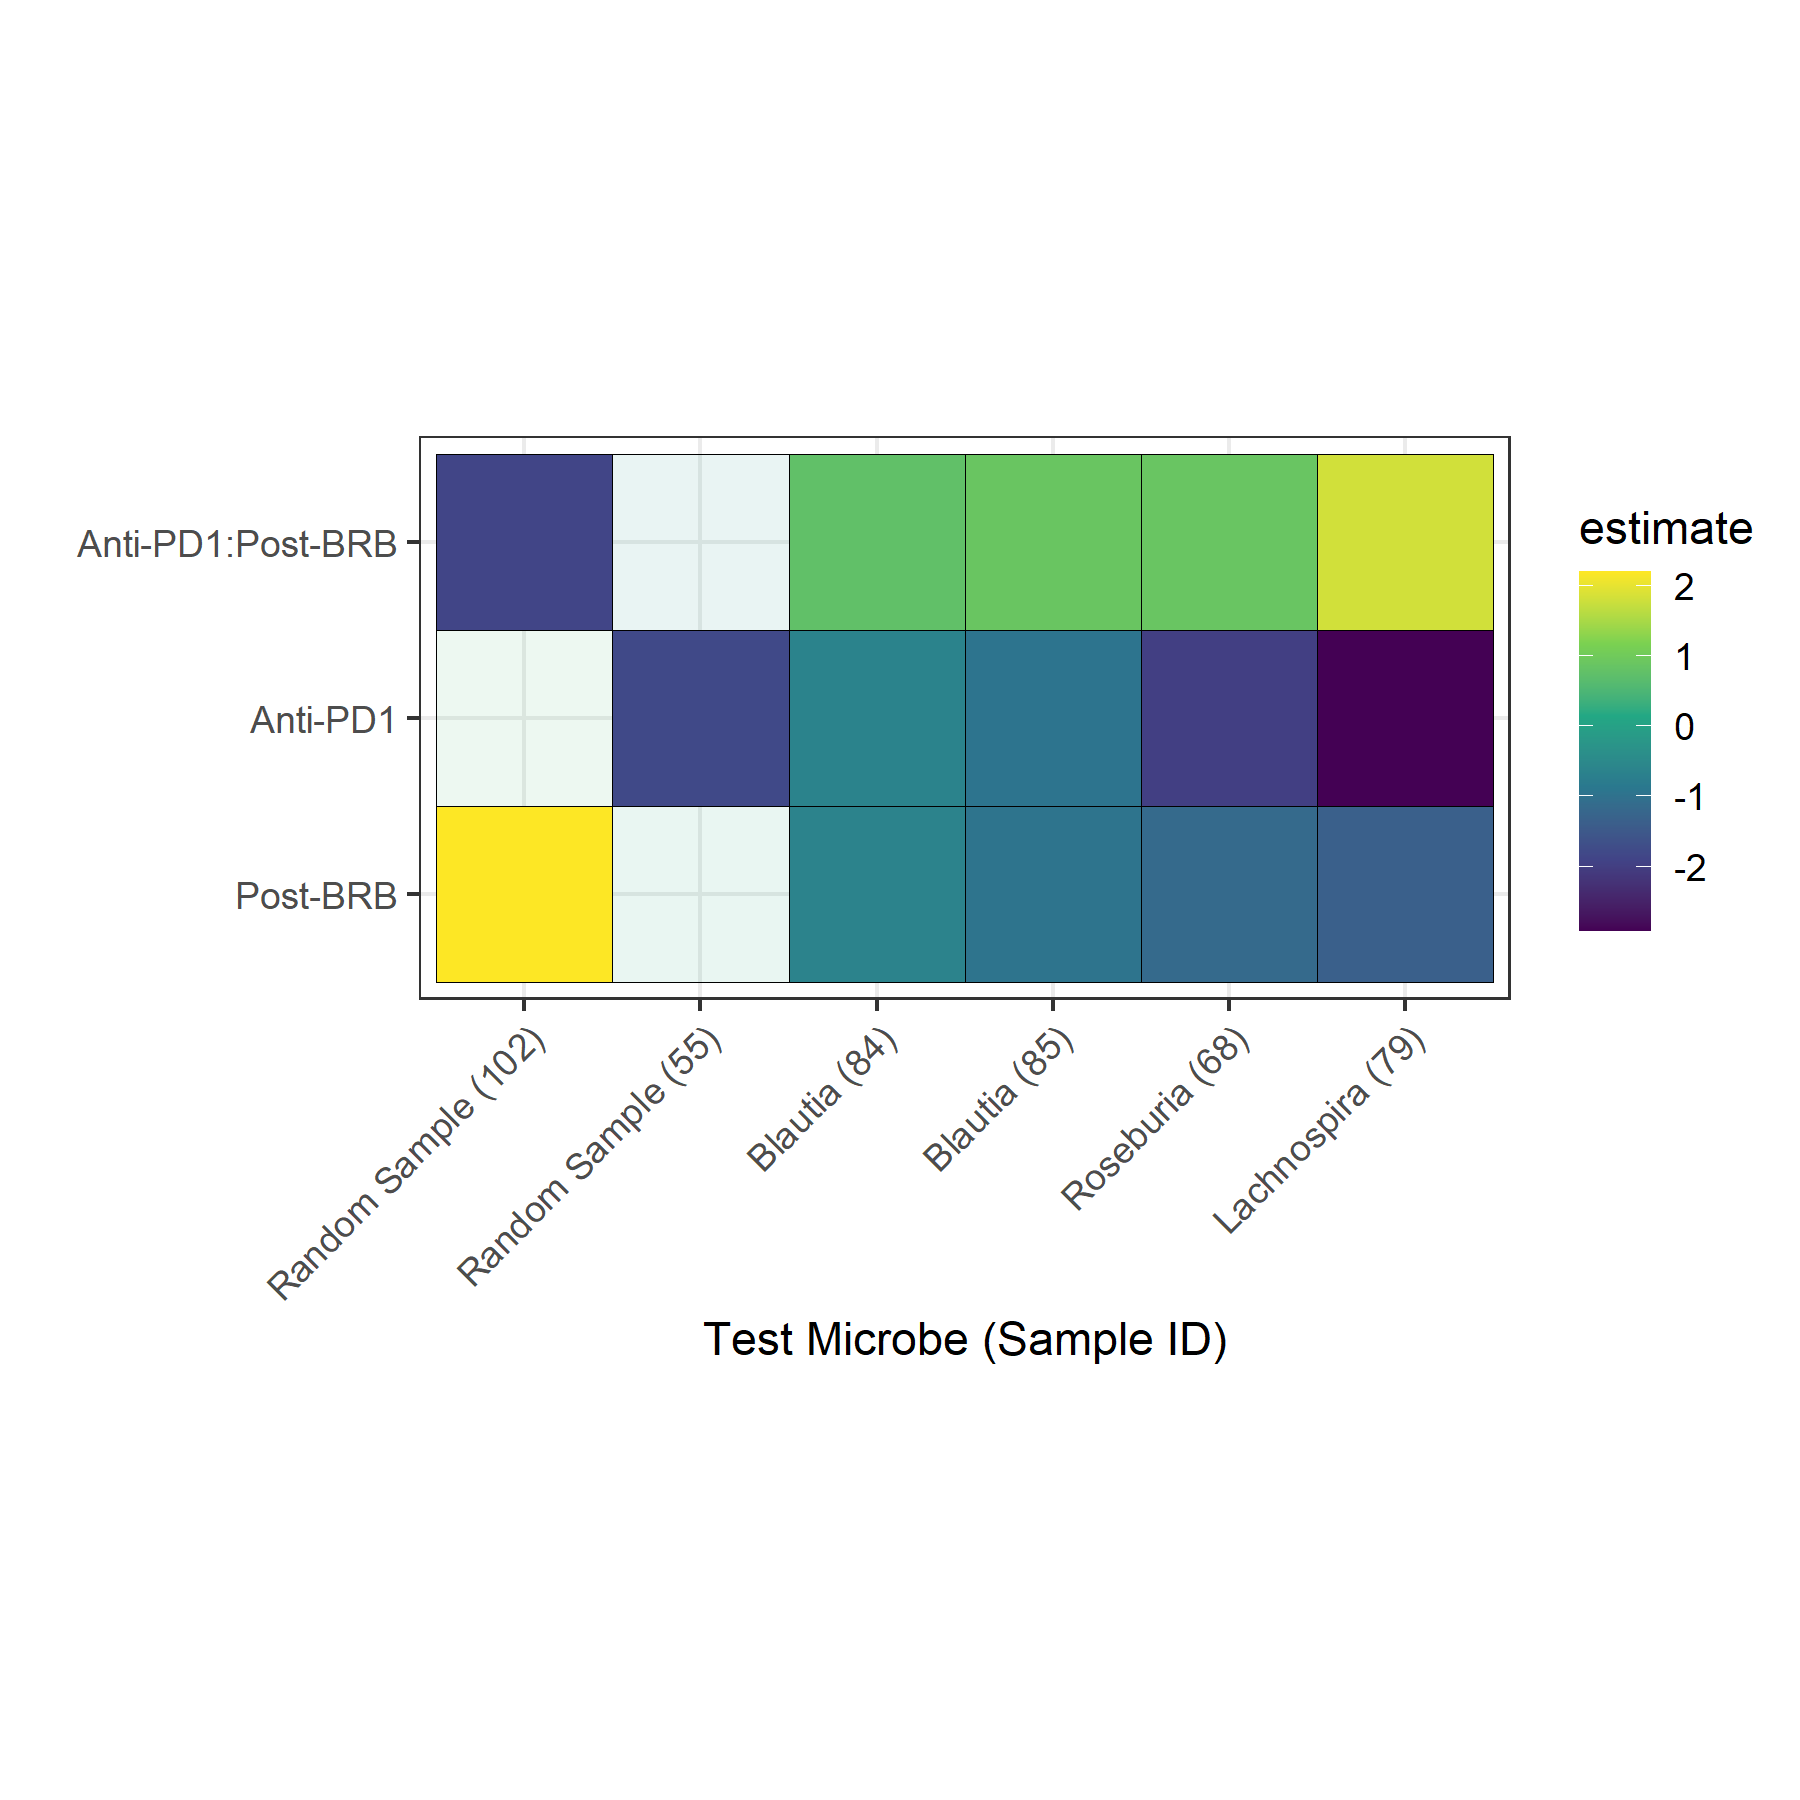 Anti-PD1:Post-BRB
Anti-PD1
Post-BRB
Random Sample (102)
Random Sample (55)
Blautia (84)
Blautia (85)
Roseburia (68)
Lachnospira (79)
Test Microbe (Sample ID)
estimate
2
1
0
-1
-2